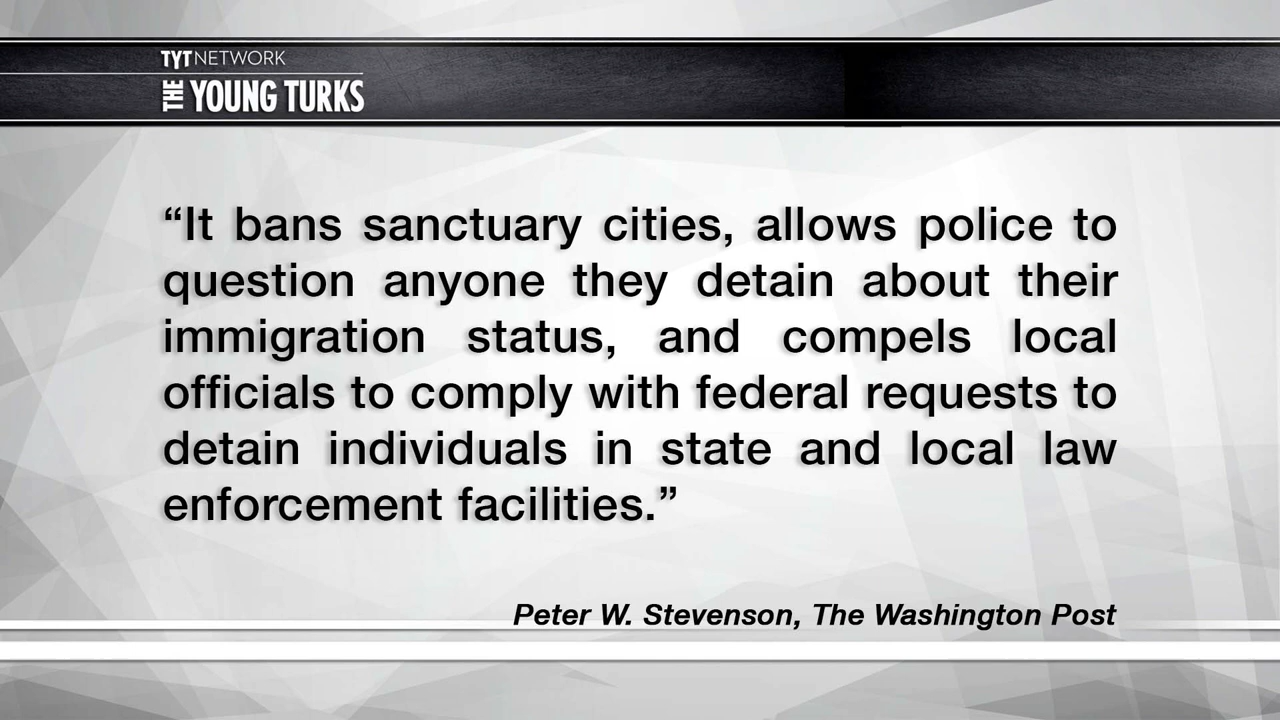 TYT NETWORK
THE YOUNG TURKS
“It bans sanctuary cities, allows police to
question anyone they detain about their
immigration status, and compels local
officials to comply with federal requests to
detain individuals in state and local law
enforcement facilities.”
Peter W. Stevenson, The Washington Post